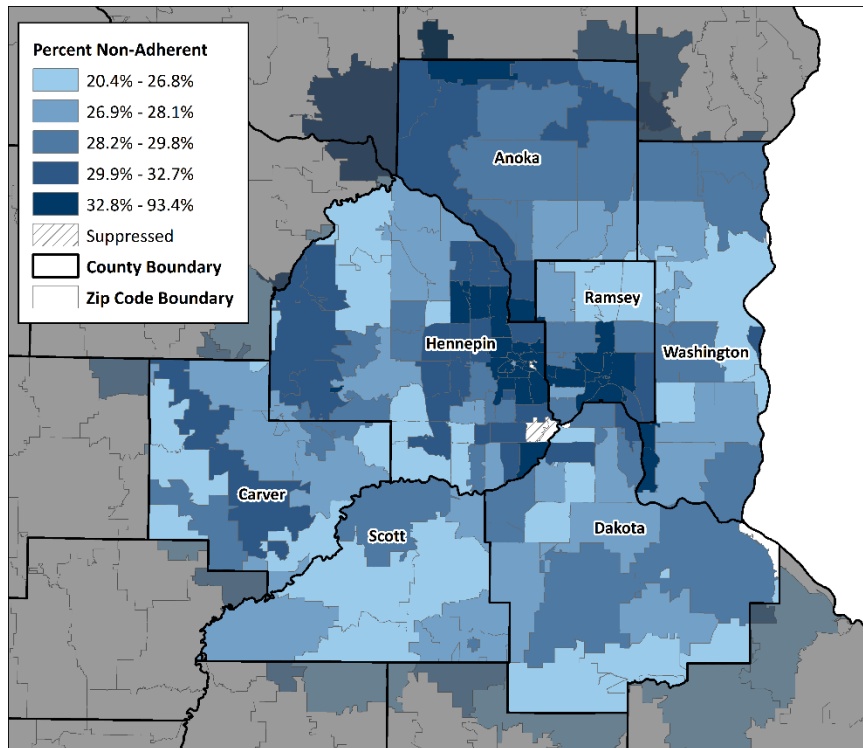 Percent Non-Adherent
20.4% - 26.8%
26.9% - 28.1%
28.2% - 29.8%
29.9% - 32.7%
32.8% - 93.4%
Suppressed
County Boundary
Zip Code Boundary
Anoka
Ramsey
Hennepin
Washington
Carver
Scott
Dakota